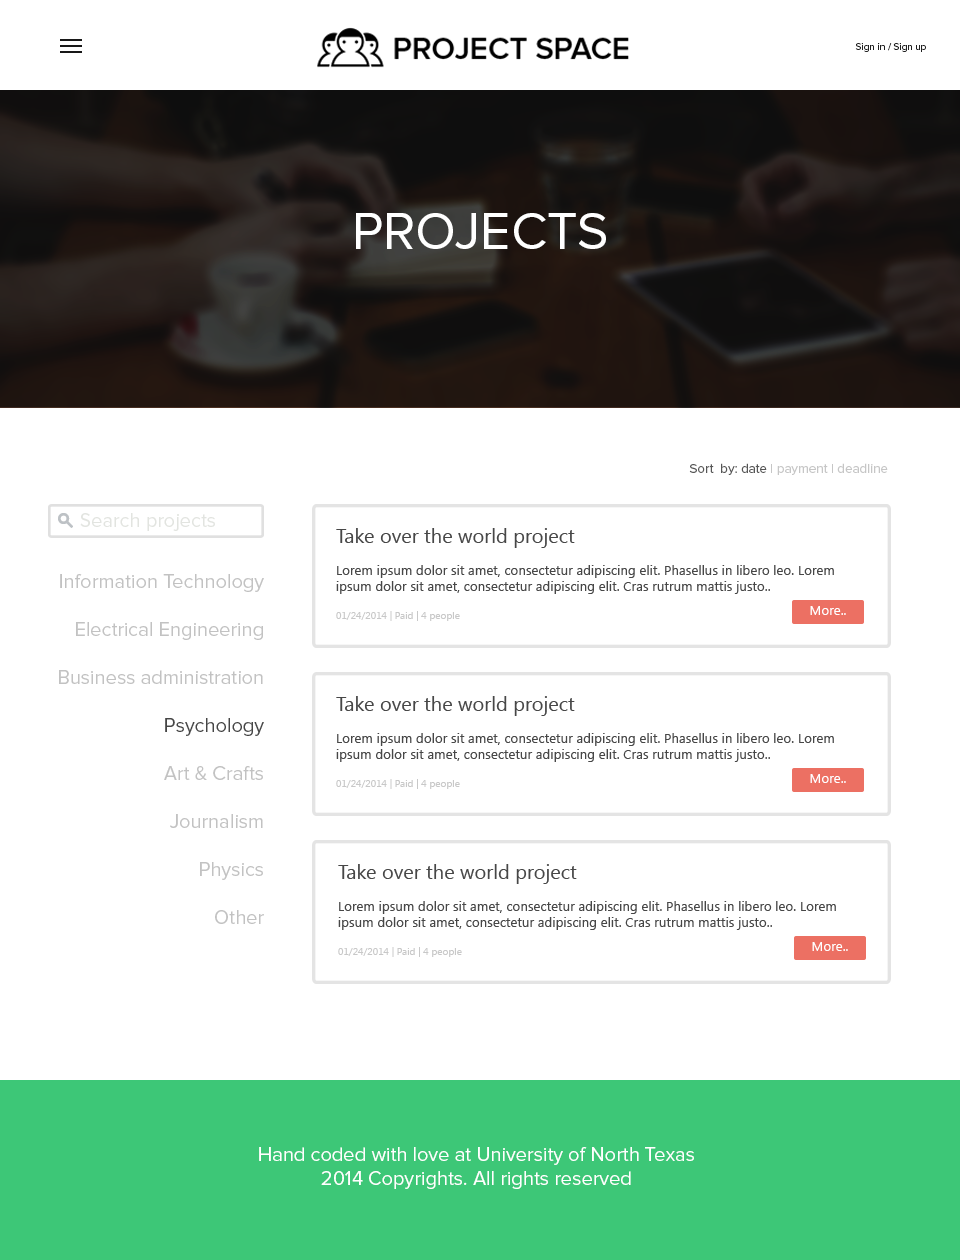 PROJECT SPACE
Sign in / Sign up
PROJECTS
Sort by: date | payment | deadline
Search projects
Information Technology
Electrical Engineering
Business administration
Psychology
Art & Crafts
Journalism
Physics
Other
Take over the world project
Lorem ipsum dolor sit amet, consectetur adipiscing elit. Phasellus in libero leo. Lorem
ipsum dolor sit amet, consectetur adipiscing elit. Cras rutrum mattis justo..
01/24/2014 | Paid | 4 people
More..
Take over the world project
Lorem ipsum dolor sit amet, consectetur adipiscing elit. Phasellus in libero leo. Lorem
ipsum dolor sit amet, consectetur adipiscing elit. Cras rutrum mattis justo..
01/24/2014 | Paid | 4 people
More..
Take over the world project
Lorem ipsum dolor sit amet, consectetur adipiscing elit. Phasellus in libero leo. Lorem
ipsum dolor sit amet, consectetur adipiscing elit. Cras rutrum mattis justo..
01/24/2014 | Paid | 4 people
More..
Hand coded with love at University of North Texas
2014 Copyrights. All rights reserved